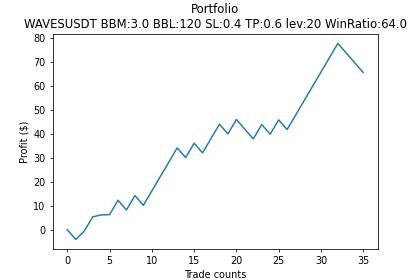 Portfolio
WAVESUSDT BBM:3.0 BBL:120 SL:0.4 TP:0.6 lev:20 WinRatio:64.0
80
70
60
50
40
30
20
10
0
Profit ($)
0 5 10 15 20 25 30 35
Trade counts